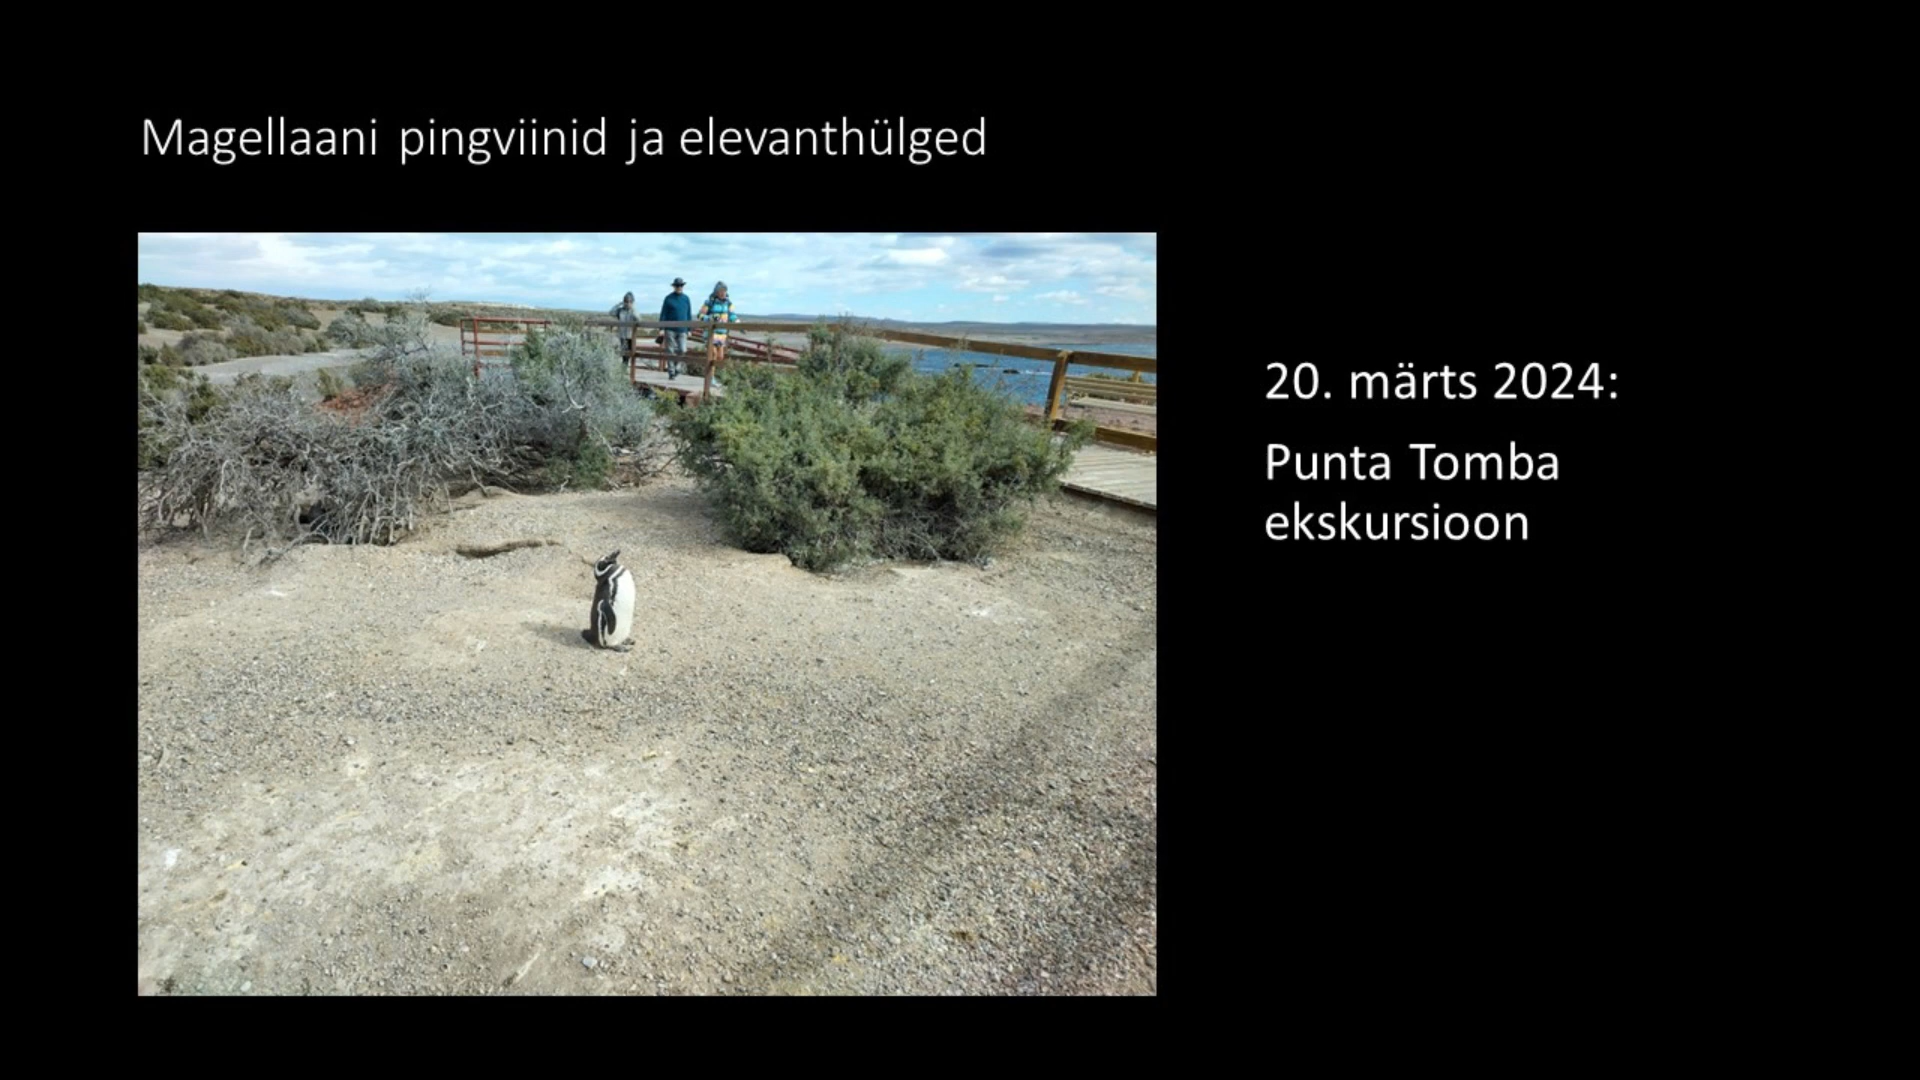 Magellaani pingviinid ja elevanthülged
20. märts 2024:
Punta Tomba
ekskursioon